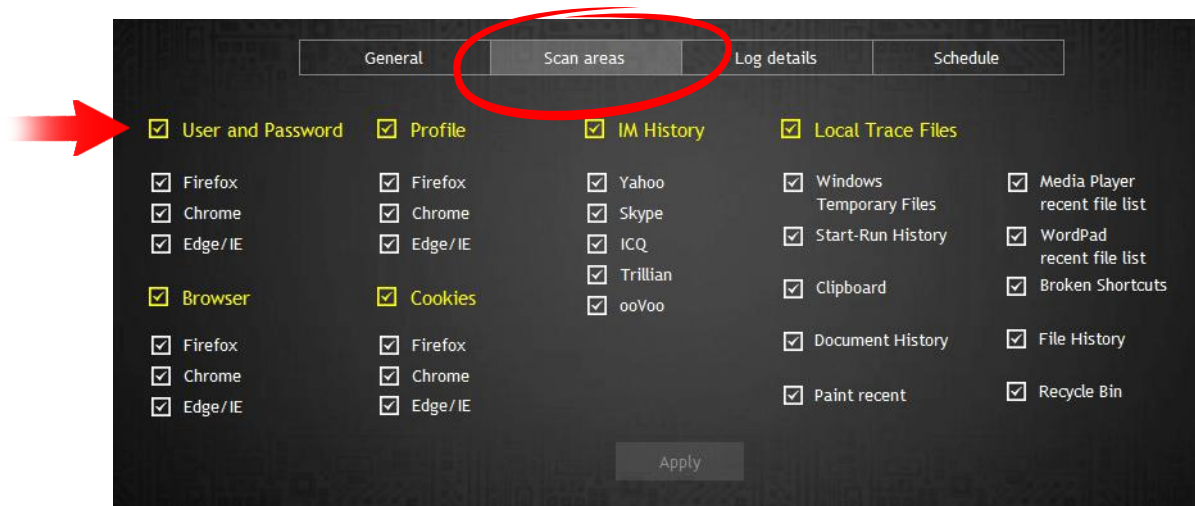 General
Scan areas
Log details
Schedule
User and Password
Firefox
Chrome
Edge/IE
Profile
Firefox
Chrome
Edge/IE
IM History
Yahoo
Skype
ICQ
Trillian
ooVoo
Local Trace Files
Windows
Temporary Files
Start-Run History
Clipboard
Document History
Paint recent
Media Player
recent file list
WordPad
recent file list
Broken Shortcuts
File History
Recycle Bin
Browser
Firefox
Chrome
Edge/IE
Cookies
Firefox
Chrome
Edge/IE
Apply